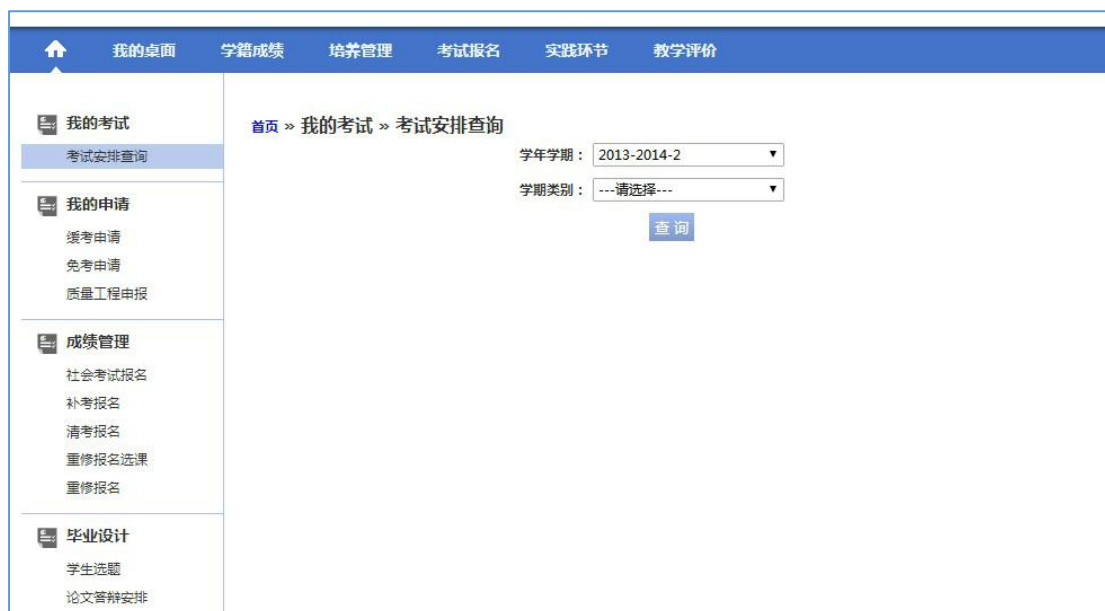 我的桌面 学籍成绩 培养管理 考试报名 实践环节 教学评价
我的考试
考试安排查询
我的申请
缓考申请
免考申请
质量工程申报
成绩管理
社会考试报名
补考报名
清考报名
重修报名选课
重修报名
毕业设计
学生选题
论文答辩安排
首页 » 我的考试 » 考试安排查询
学年学期： 2013-2014-2
学期类别： ---请选择---
查 询